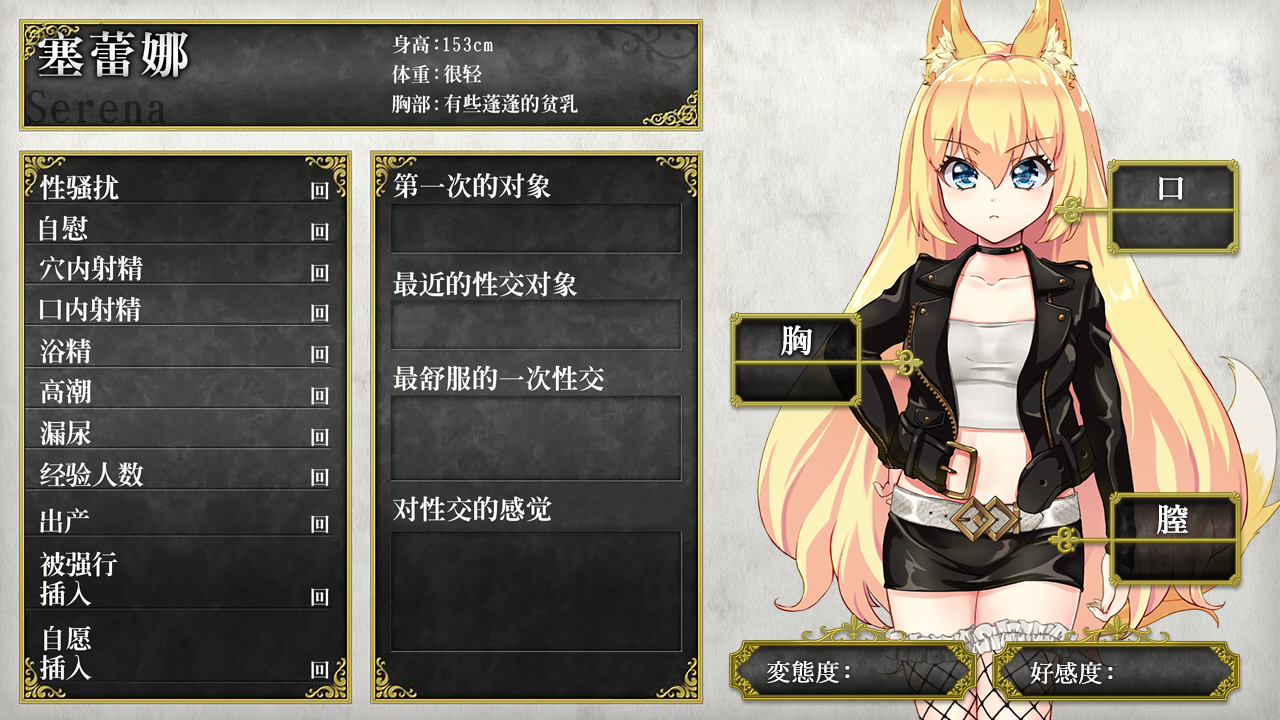 塞蕾娜
Serena
身高:153cm
体重:很轻
胸部:有些蓬蓬的贫乳
性骚扰 回
自慰 回
穴内射精 回
口内射精 回
浴精 回
高潮 回
漏尿 回
经验人数 回
出产 回
被强行
插入 回
自愿
插入 回
第一次的对象
最近的性交对象
最舒服的一次性交
对性交的感觉
口
胸
膣
変態度:
好感度: